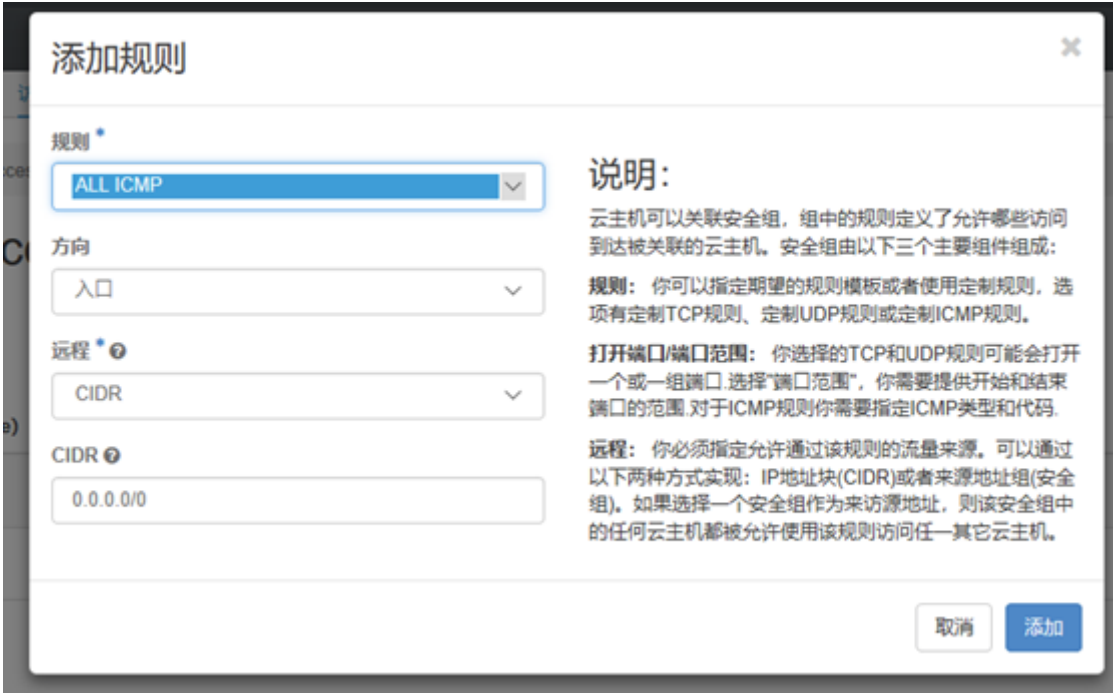 添加规则
×
规则 *
ALL ICMP
方向
入口
远程 *
CIDR
CIDR
0.0.0.0/0
说明：
云主机可以关联安全组，组中的规则定义了允许哪些访问
到达被关联的云主机。安全组由以下三个主要组件组成：
规则： 你可以指定期望的规则模板或者使用定制规则，选
项有定制TCP规则、定制UDP规则或定制ICMP规则。
打开端口/端口范围： 你选择的TCP和UDP规则可能会打开
一个或一组端口.选择"端口范围"，你需要提供开始和结束
端口的范围.对于ICMP规则你需要指定ICMP类型和代码.
远程： 你必须指定允许通过该规则的流量来源。可以通过
以下两种方式实现：IP地址块(CIDR)或者来源地址组(安全
组)。如果选择一个安全组作为来访源地址，则该安全组中
的任何云主机都被允许使用该规则访问任一其它云主机。
取消
添加